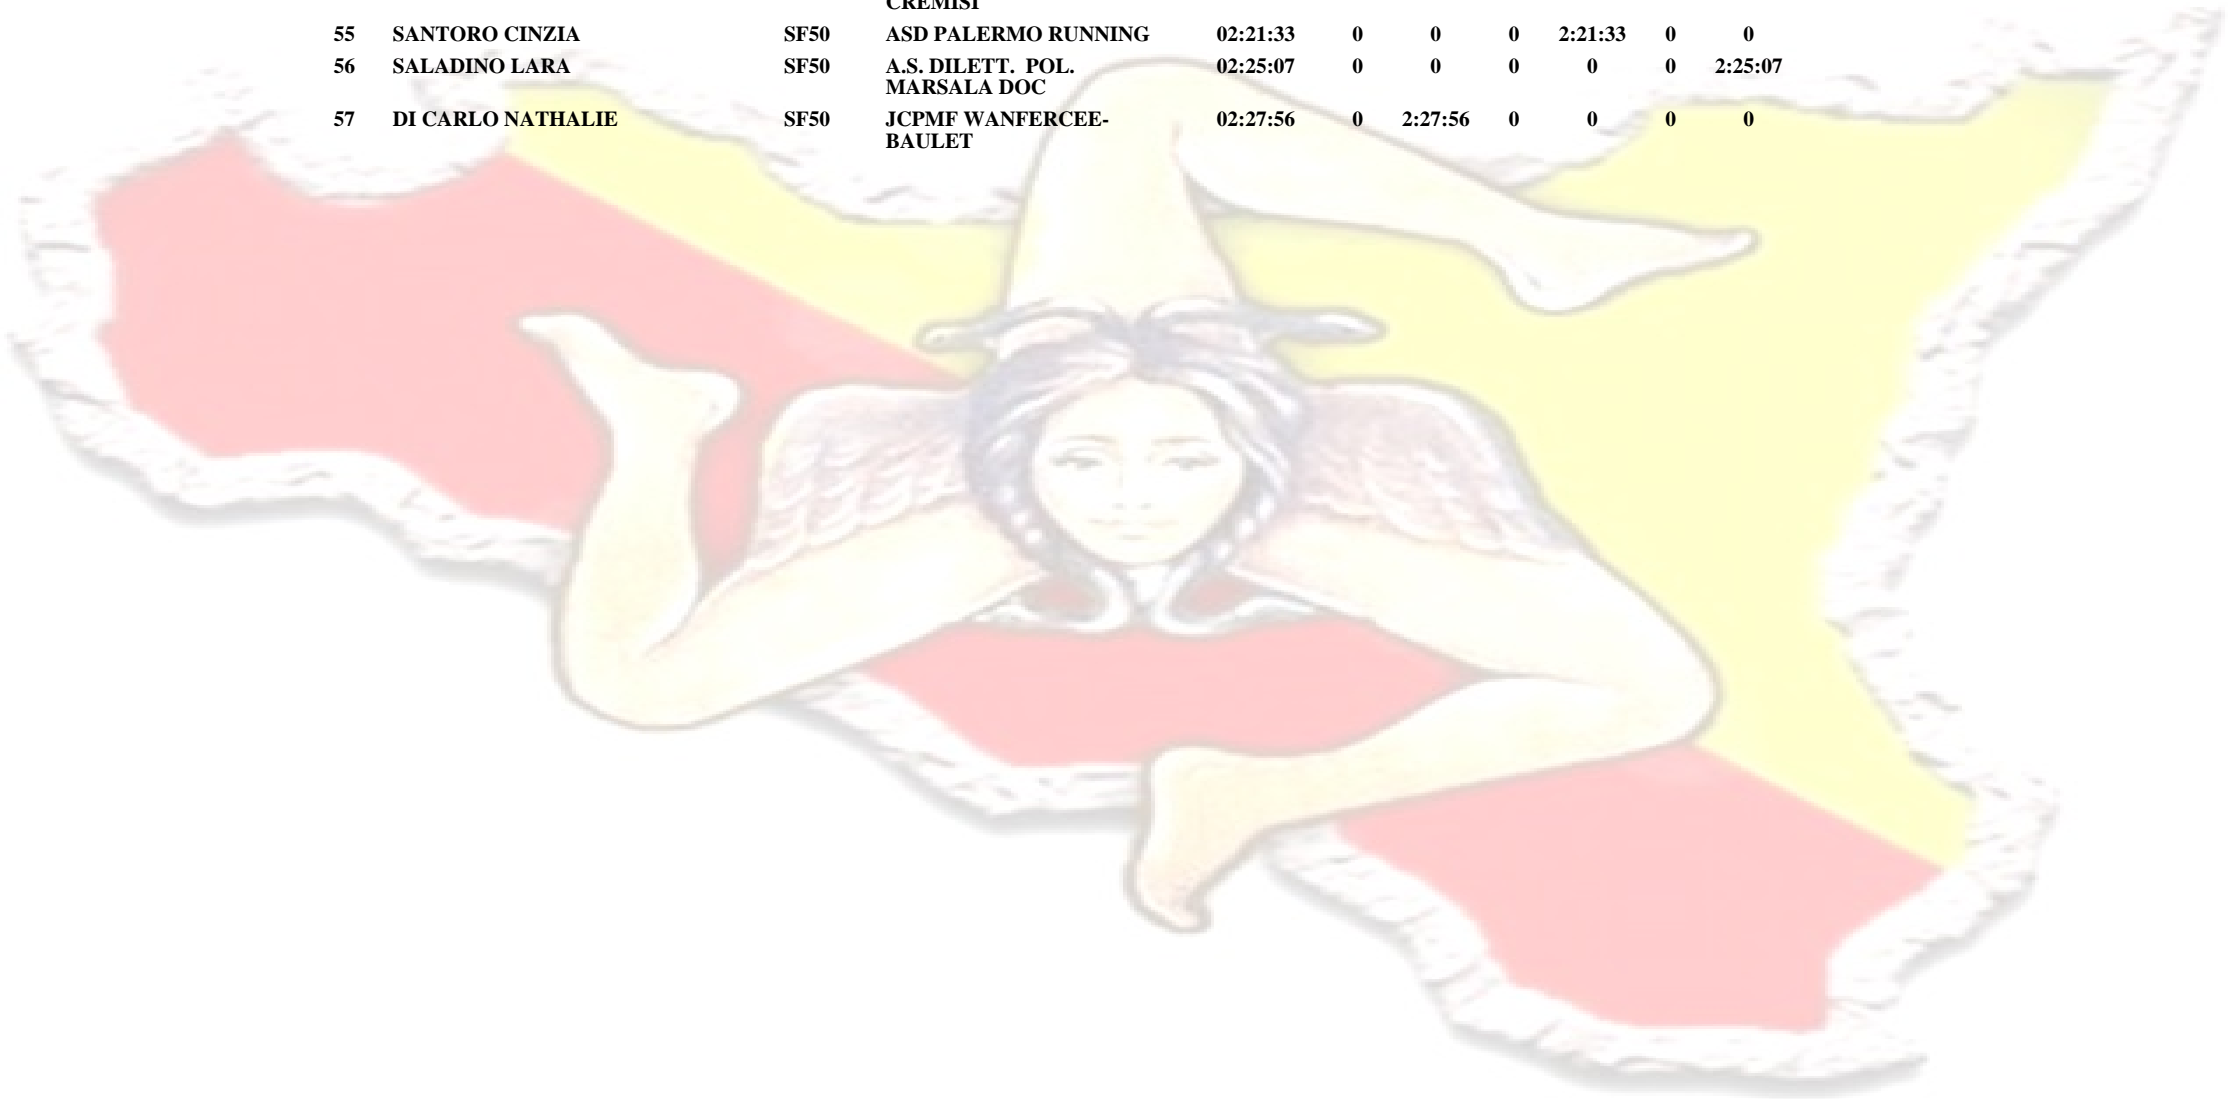 CREMISI
55 SANTORO CINZIA SF50 ASD PALERMO RUNNING 02:21:33 0 0 0 2:21:33 0 0
56 SALADINO LARA SF50 A.S. DILETT. POL. 02:25:07 0 0 0 0 0 2:25:07
MARSALA DOC
57 DI CARLO NATHALIE SF50 JCPMF WANFERCEE- 02:27:56 0 2:27:56 0 0 0 0
BAULET